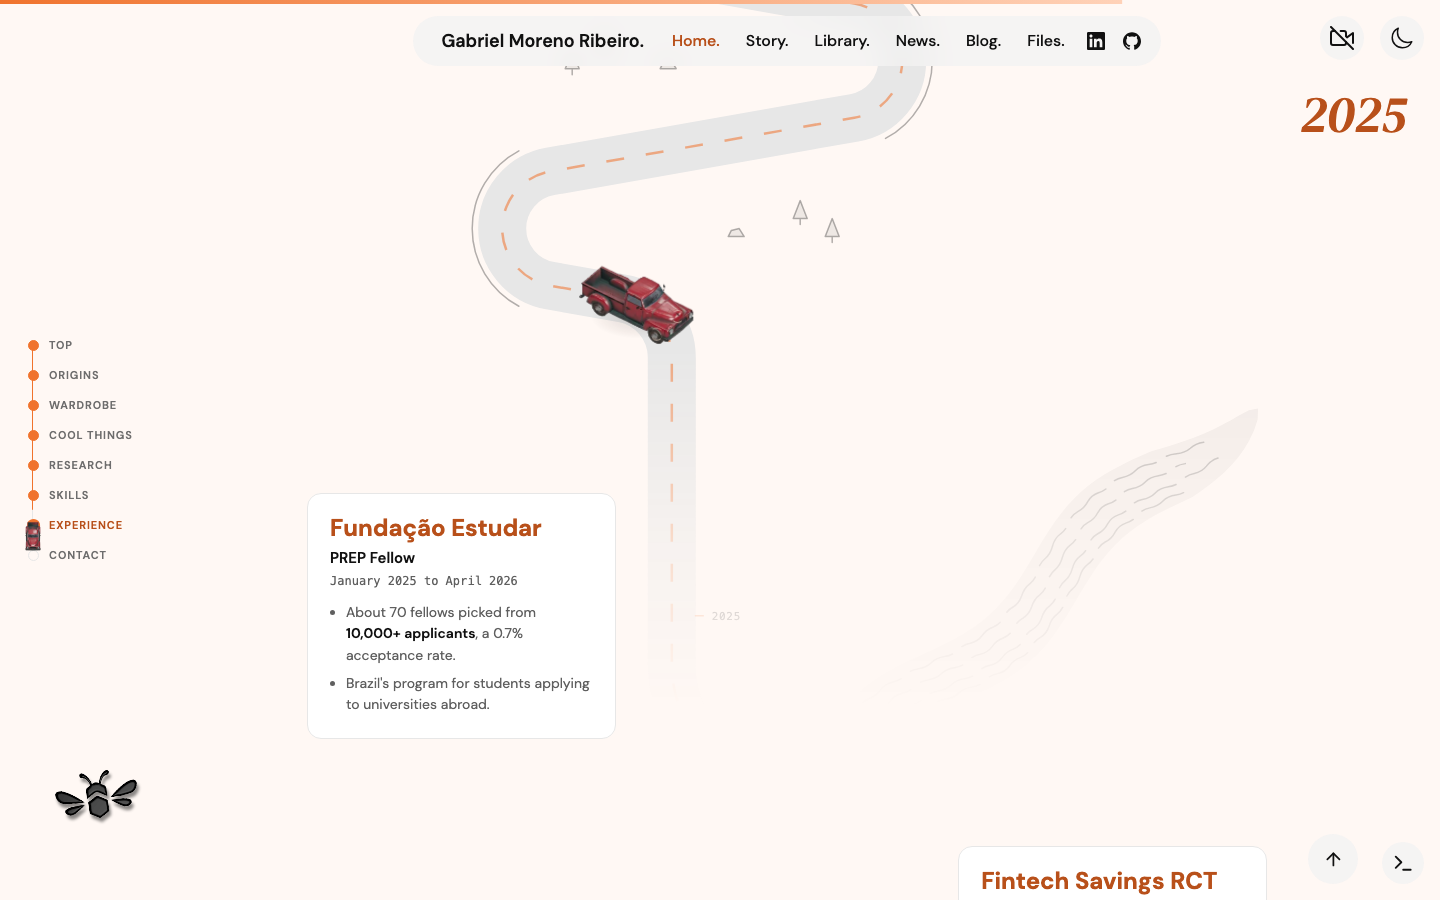 Gabriel Moreno Ribeiro. Home. Story. Library. News. Blog. Files.
2025
TOP
ORIGINS
WARDROBE
COOL THINGS
RESEARCH
SKILLS
EXPERIENCE
CONTACT
Fundação Estudar
PREP Fellow
January 2025 to April 2026
• About 70 fellows picked from
10,000+ applicants, a 0.7%
acceptance rate.
• Brazil's program for students applying
to universities abroad.
2025
Fintech Savings RCT